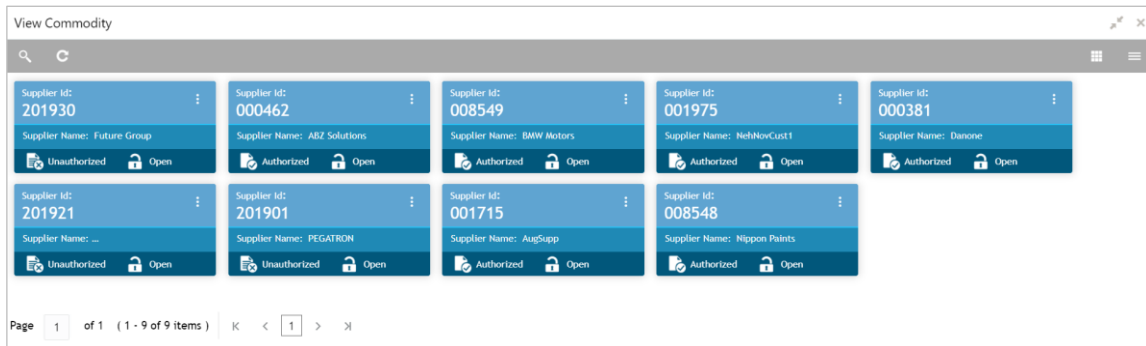 View Commodity
Supplier Id: Supplier Id: Supplier Id: Supplier Id: Supplier Id:
201930 000462 008549 001975 000381
Supplier Name: Future Group Supplier Name: ABZ Solutions Supplier Name: BMW Motors Supplier Name: NehNovCust1 Supplier Name: Danone
Unauthorized Open Authorized Open Authorized Open Authorized Open Authorized Open
Supplier Id: Supplier Id: Supplier Id: Supplier Id:
201921 201901 001715 008548
Supplier Name: ... Supplier Name: PEGATRON Supplier Name: AugSupp Supplier Name: Nippon Paints
Unauthorized Open Unauthorized Open Authorized Open Authorized Open
Page 1 of 1 ( 1 - 9 of 9 items ) 1